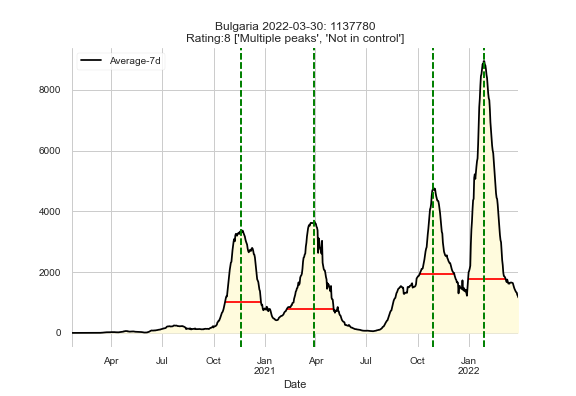 Bulgaria 2022-03-30: 1137780
Rating:8 ['Multiple peaks', 'Not in control']
Average-7d
8000
6000
4000
2000
0
Apr Jul Oct Jan Apr Jul Oct Jan
2021 2022
Date